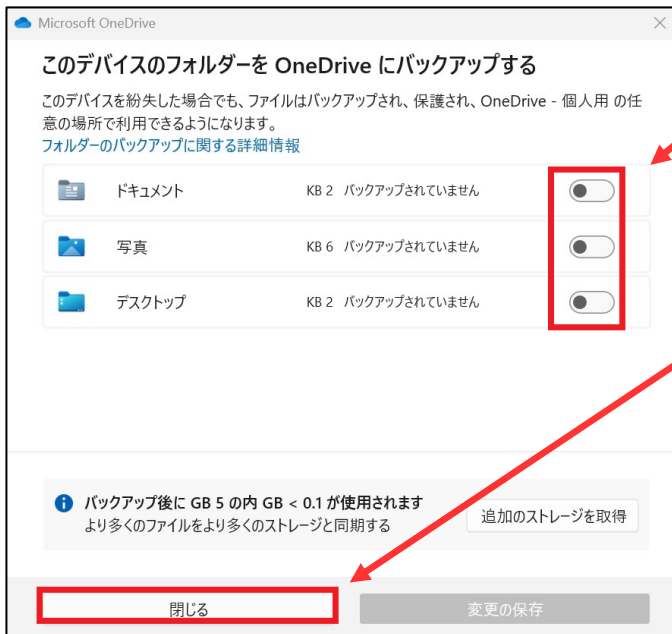 Microsoft OneDrive
このデバイスのフォルダーを OneDrive にバックアップする
このデバイスを紛失した場合でも、ファイルはバックアップされ、保護され、OneDrive - 個人用 の任
意の場所で利用できるようになります。
フォルダーのバックアップに関する詳細情報
ドキュメント KB 2 バックアップされていません
写真 KB 6 バックアップされていません
デスクトップ KB 2 バックアップされていません
バックアップ後に GB 5 の内 GB < 0.1 が使用されます
より多くのファイルをより多くのストレージと同期する
追加のストレージを取得
閉じる 変更の保存